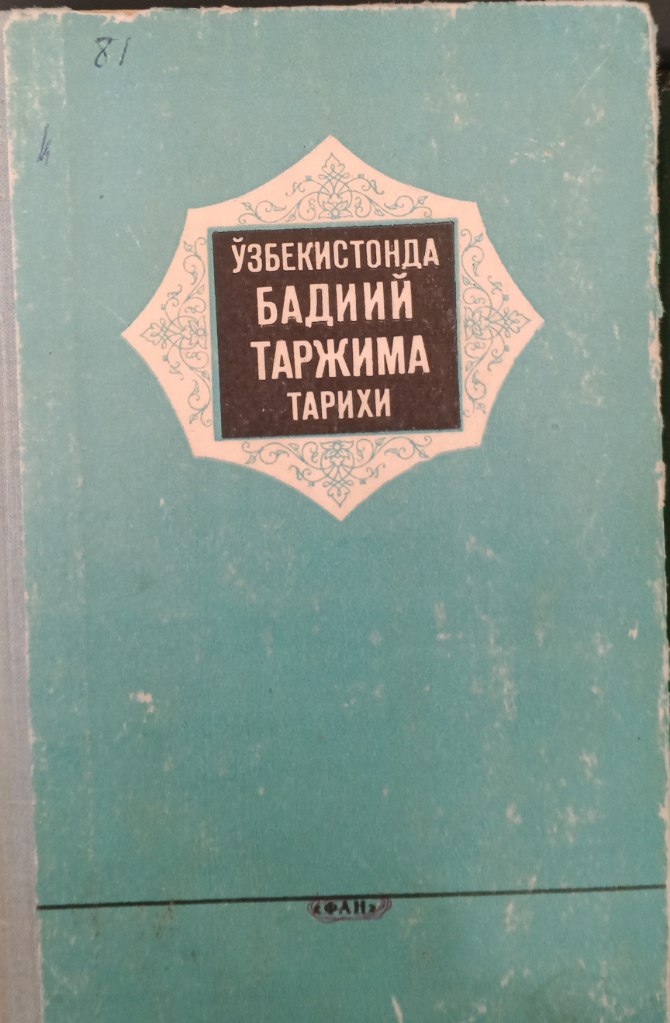 81
ЎЗБЕКИСТОНДА
БАДИИЙ
ТАРЖИМА
ТАРИХИ
«ФАН»